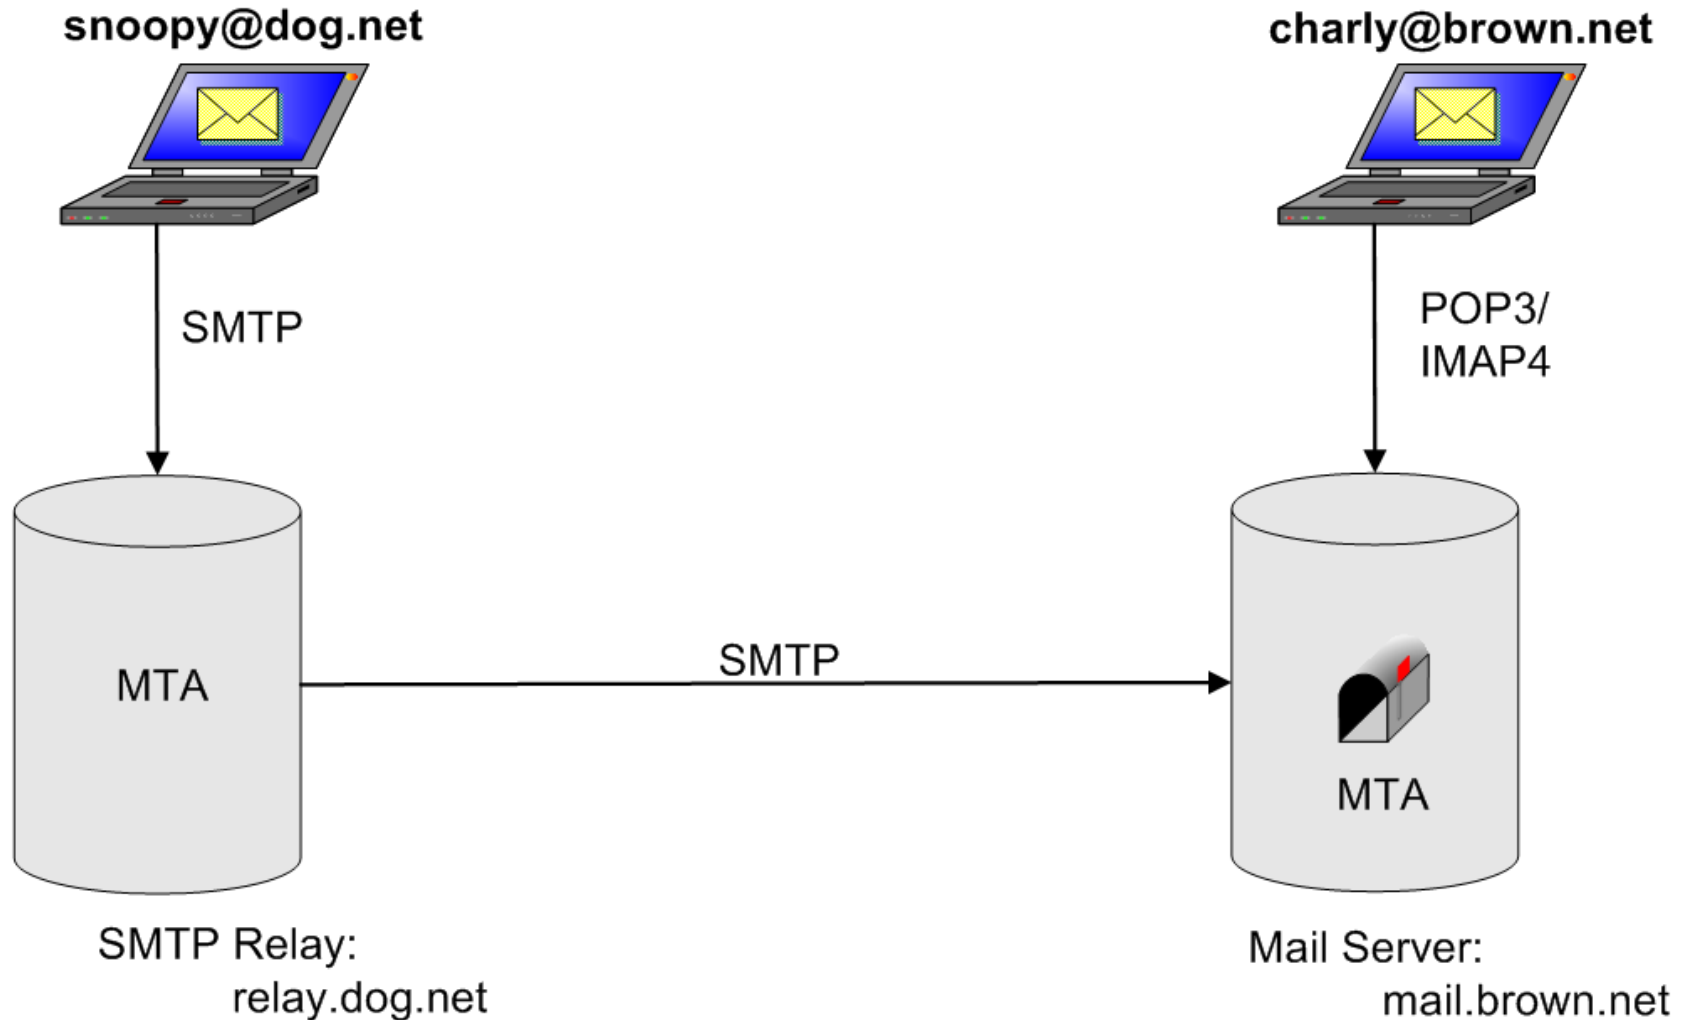 snoopy@dog.net
charly@brown.net
SMTP
POP3/
IMAP4
SMTP
MTA
MTA
SMTP Relay:
relay.dog.net
Mail Server:
mail.brown.net